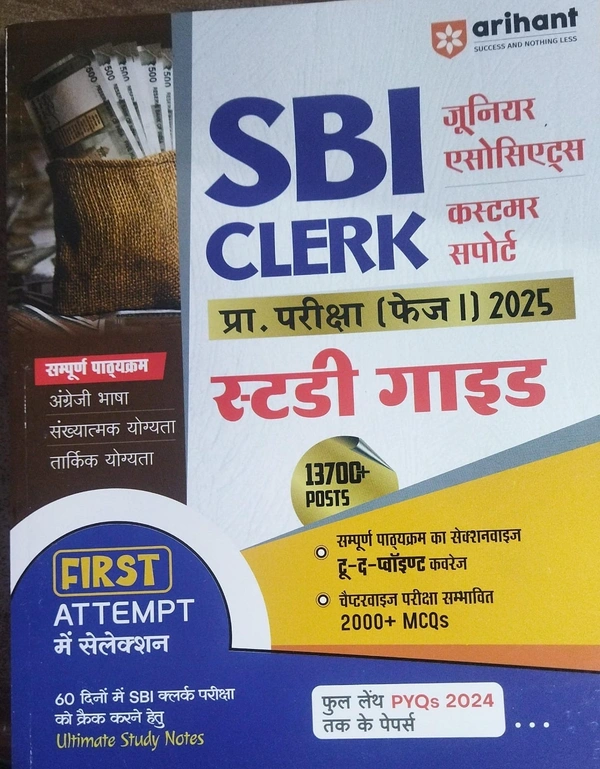 arihant
SUCCESS AND NOTHING LESS
SBI
CLERK
जूनियर
एसोसिएट्स
कस्टमर
सपोर्ट
प्रा. परीक्षा (फेज I) 2025
स्टडी गाइड
सम्पूर्ण पाठ्यक्रम
अंग्रेजी भाषा
संख्यात्मक योग्यता
तार्किक योग्यता
13700+
POSTS
सम्पूर्ण पाठ्यक्रम का सेक्शनवाइज
टू-द-प्वॉइण्ट कवरेज
चैप्टरवाइज परीक्षा सम्भावित
2000+ MCQs
FIRST
ATTEMPT
में सेलेक्शन
60 दिनों में SBI क्लर्क परीक्षा
को क्रैक करने हेतु
Ultimate Study Notes
फुल लेंथ PYQs 2024
तक के पेपर्स
...